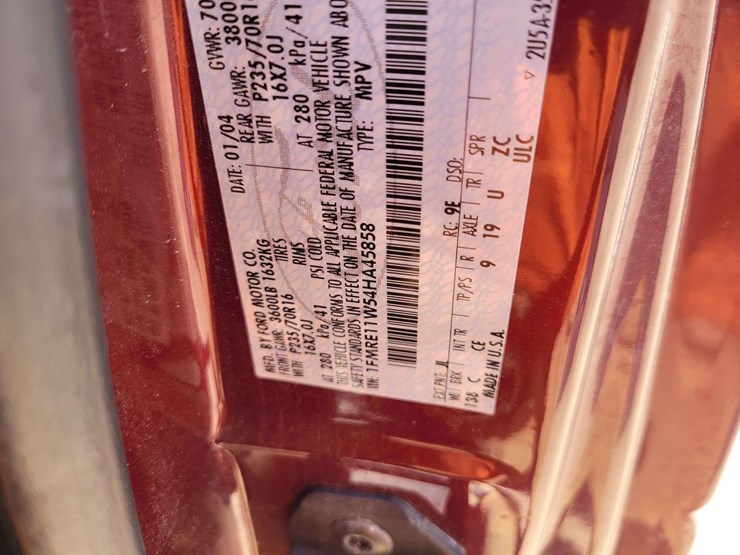 MFD. BY FORD MOTOR CO.
DATE: 01/04 GVWR: 70
FRONT GAWR: 3600LB 1632KG REAR GAWR: 3800
WITH P235/70R16 TIRES WITH P235/70R16
16X7.0J RIMS 16X7.0J
AT 280 kPa/41 PSI COLD AT 280 kPa/41
THIS VEHICLE CONFORMS TO ALL APPLICABLE FEDERAL MOTOR VEHICLE
SAFETY STANDARDS IN EFFECT ON THE DATE OF MANUFACTURE SHOWN ABO
VIN: 1FMRE11W54HA45858 TYPE: MPV
EXT PNT: RC: 9E DSO:
WB BRK INT TR TP/PS R AXLE TR SPR
138 C CE 9 19 U ZC
MADE IN U.S.A. ULC
2U5A-35